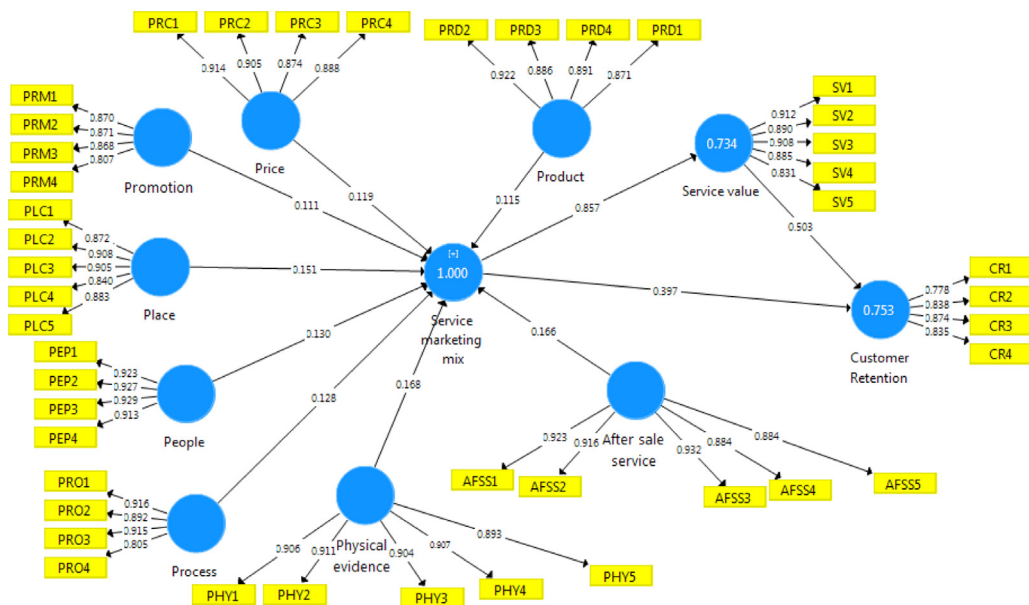 PRC1
PRC2
PRC3
PRC4
0.914
0.905
0.874
0.888
Price
PRD2
PRD3
PRD4
PRD1
0.922
0.886
0.891
0.871
Product
PRM1
PRM2
PRM3
PRM4
0.870
0.871
0.868
0.807
Promotion
SV1
SV2
SV3
SV4
SV5
0.912
0.890
0.908
0.885
0.831
0.734
Service value
0.119
0.111
0.115
0.857
0.503
PLC1
PLC2
PLC3
PLC4
PLC5
0.872
0.908
0.905
0.840
0.883
Place
0.151
[+]
1.000
Service
marketing
mix
0.397
CR1
CR2
CR3
CR4
0.778
0.838
0.874
0.835
0.753
Customer
Retention
PEP1
PEP2
PEP3
PEP4
0.923
0.927
0.929
0.913
People
0.130
0.128
0.168
0.166
After sale
service
0.923
0.916
0.932
0.884
0.884
AFSS1
AFSS2
AFSS3
AFSS4
AFSS5
PRO1
PRO2
PRO3
PRO4
0.916
0.892
0.915
0.805
Process
Physical
evidence
0.906
0.911
0.904
0.907
0.893
PHY1
PHY2
PHY3
PHY4
PHY5